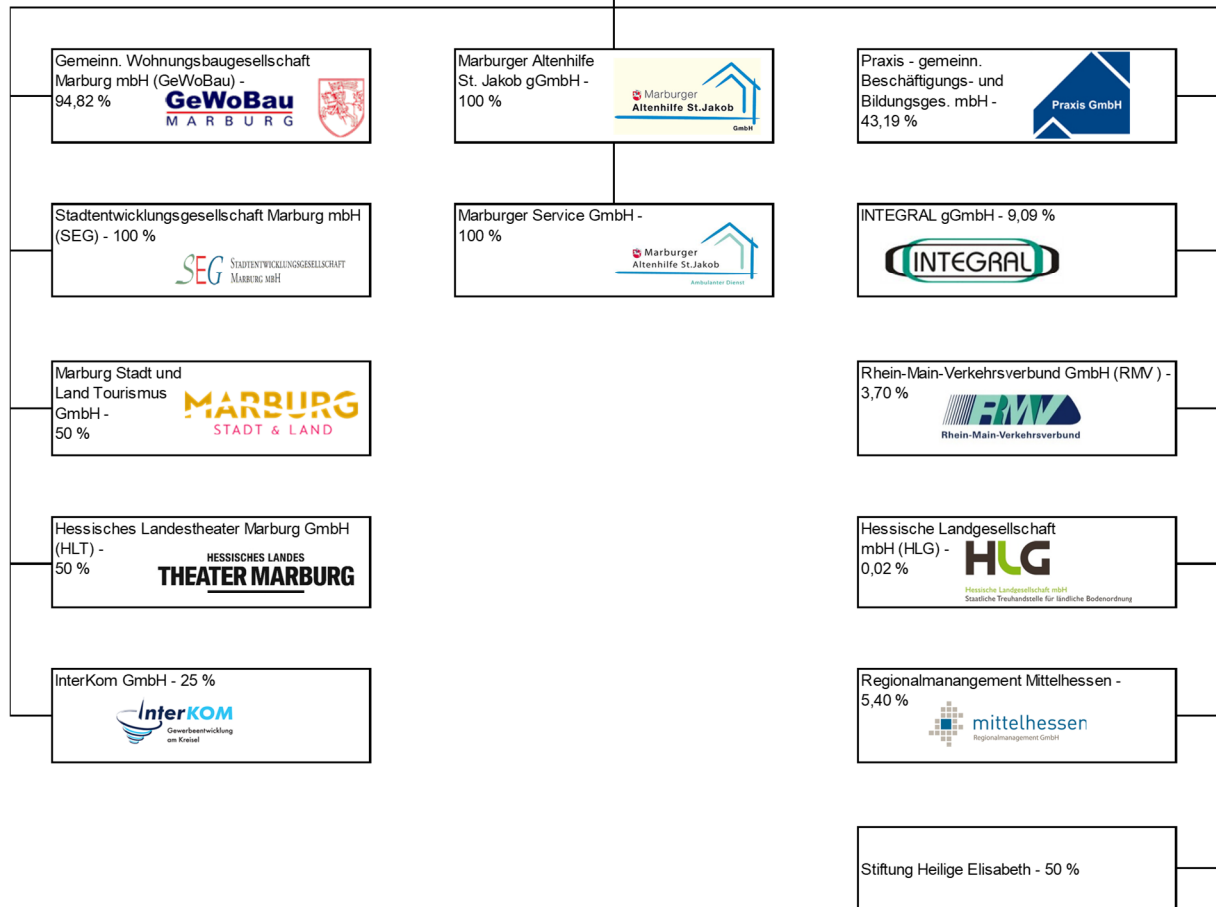 Gemeinn. Wohnungsbaugesellschaft
Marburg mbH (GeWoBau) -
94,82 %
GeWoBau
MARBURG
Stadtentwicklungsgesellschaft Marburg mbH
(SEG) - 100 %
SEG STADTENTWICKLUNGSGESELLSCHAFT
MARBURG MBH
Marburg Stadt und
Land Tourismus
GmbH -
50 %
MARBURG
STADT & LAND
Hessisches Landestheater Marburg GmbH
(HLT) -
50 %
HESSISCHES LANDES
THEATER MARBURG
InterKom GmbH - 25 %
InterKOM
Gewerbeentwicklung
am Kreisel
Marburger Altenhilfe
St. Jakob gGmbH -
100 %
Marburger
Altenhilfe St.Jakob
GmbH
Marburger Service GmbH -
100 %
Marburger
Altenhilfe St.Jakob
Ambulanter Dienst
Praxis - gemeinn.
Beschäftigungs- und
Bildungsges. mbH -
43,19 %
Praxis GmbH
INTEGRAL gGmbH - 9,09 %
INTEGRAL
Rhein-Main-Verkehrsverbund GmbH (RMV ) -
3,70 %
RMV
Rhein-Main-Verkehrsverbund
Hessische Landgesellschaft
mbH (HLG) -
0,02 %
HLG
Hessische Landgesellschaft mbH
Staatliche Treuhandstelle für ländliche Bodenordnung
Regionalmanangement Mittelhessen -
5,40 %
mittelhessen
Regionalmanagement GmbH
Stiftung Heilige Elisabeth - 50 %